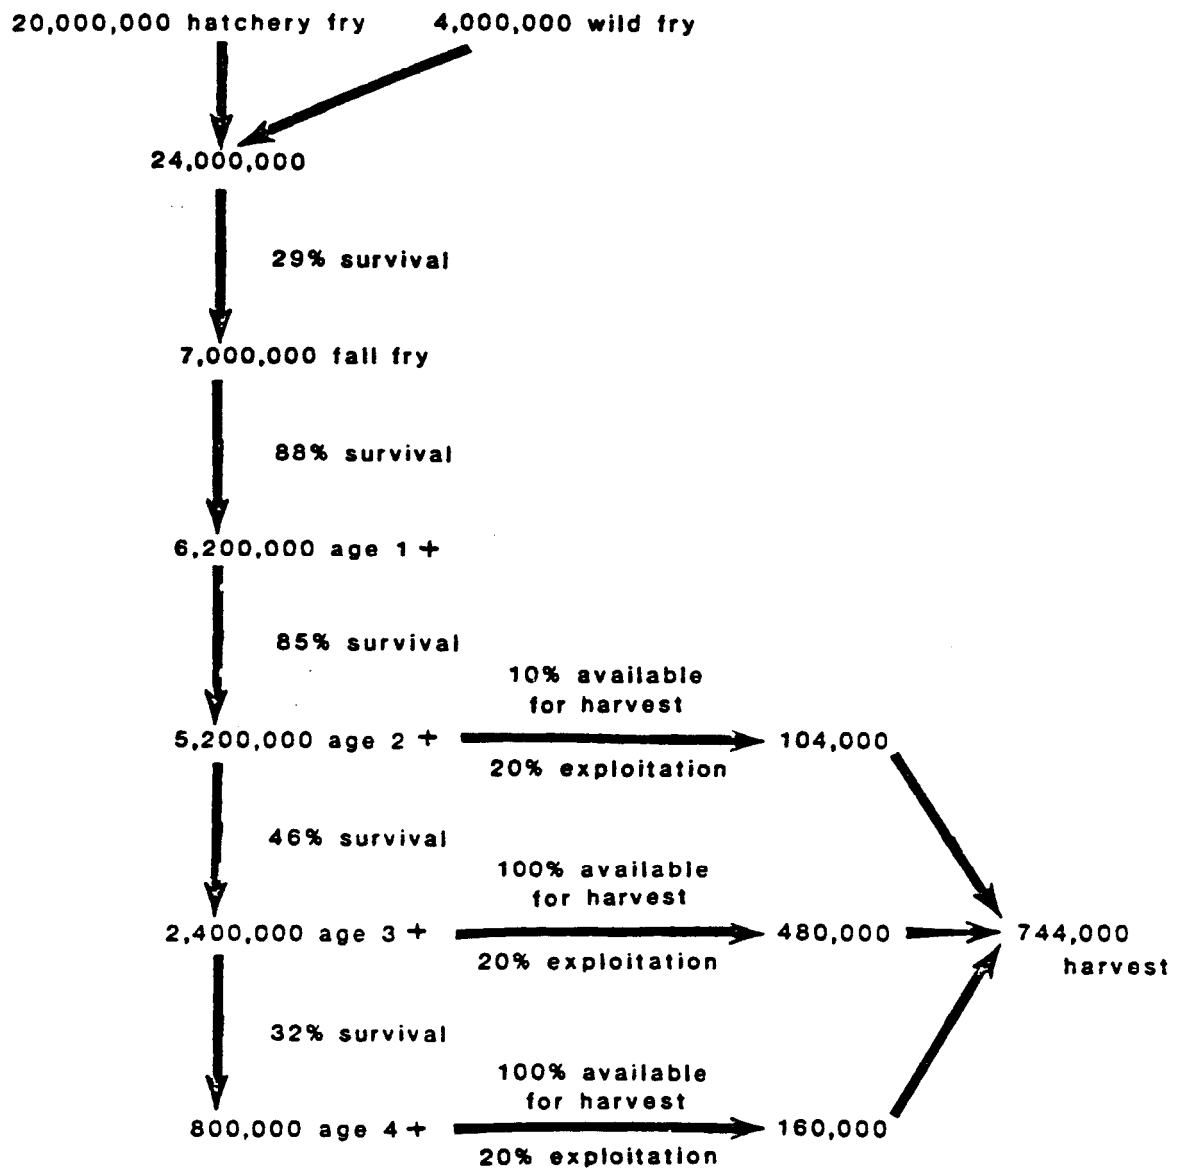 20,000,000 hatchery fry
4,000,000 wild fry
24,000,000
29% survival
7,000,000 fall fry
88% survival
6,200,000 age 1 +
85% survival
10% available
for harvest
5,200,000 age 2 +
104,000
20% exploitation
46% survival
100% available
for harvest
2,400,000 age 3 +
480,000
744,000
harvest
20% exploitation
32% survival
100% available
for harvest
800,000 age 4 +
160,000
20% exploitation